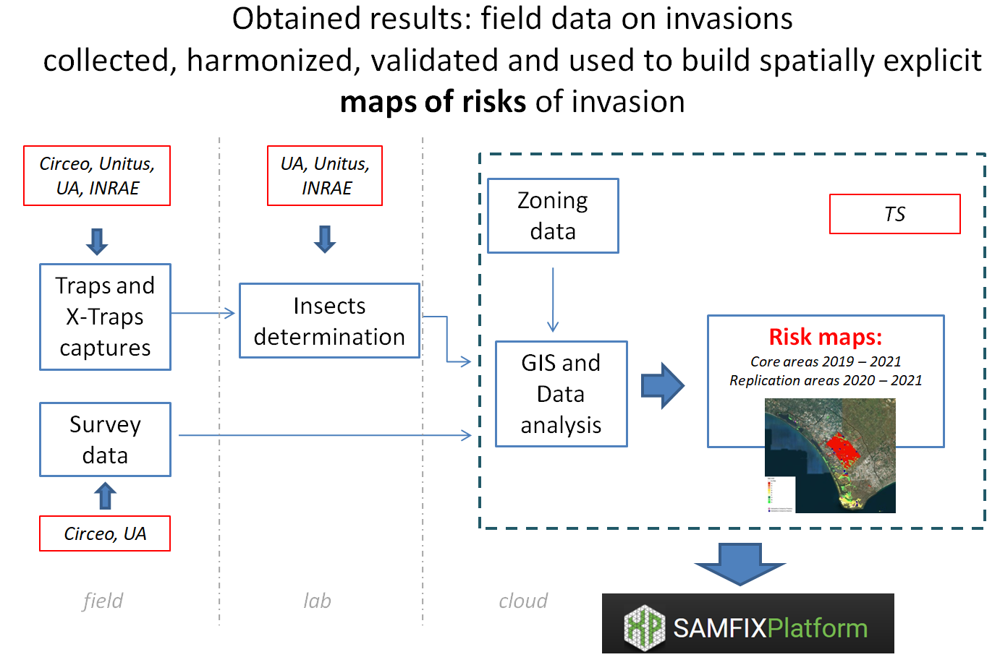 Obtained results: field data on invasions
collected, harmonized, validated and used to build spatially explicit
maps of risks of invasion
Circeo, Unitus,
UA, INRAE
UA, Unitus,
INRAE
Zoning
data
TS
Traps and
X-Traps
captures
Insects
determination
GIS and
Data
analysis
Risk maps:
Core areas 2019 – 2021
Replication areas 2020 – 2021
Survey
data
Circeo, UA
field
lab
cloud
XP
SAMFIXPlatform